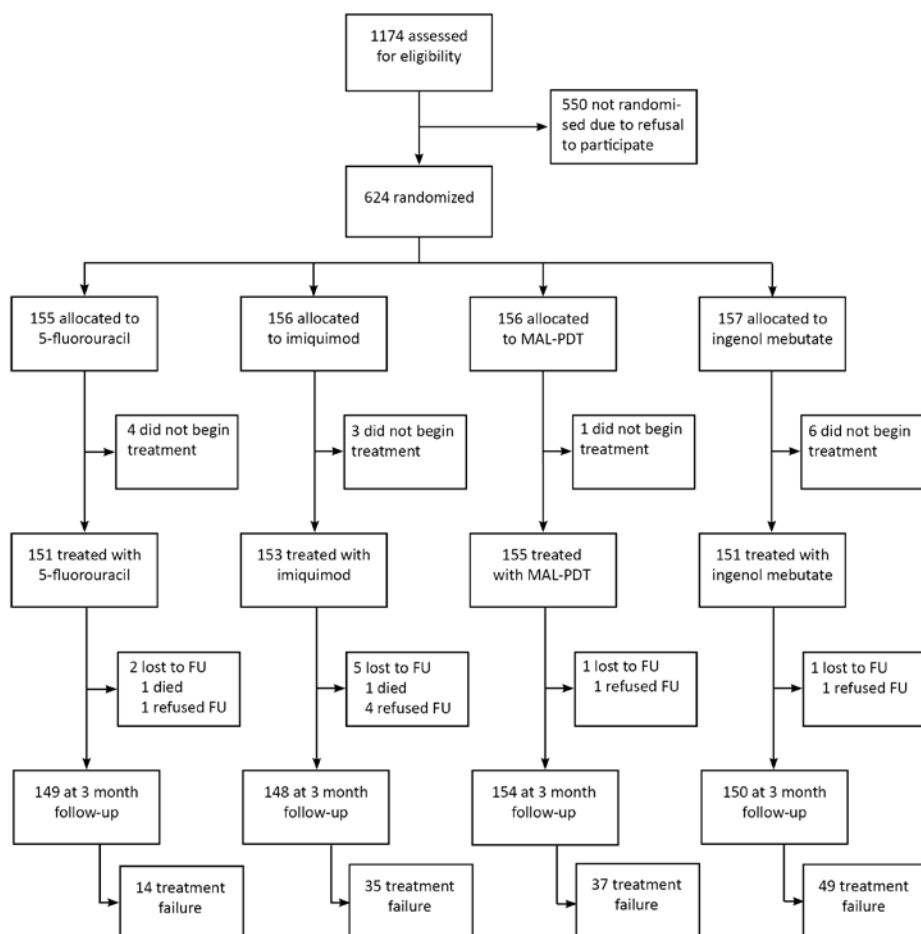 1174 assessed
for eligibility
550 not randomi-
sed due to refusal
to participate
624 randomized
155 allocated to
5-fluorouracil
156 allocated
to imiquimod
156 allocated
to MAL-PDT
157 allocated to
ingenol mebutate
4 did not begin
treatment
3 did not begin
treatment
1 did not begin
treatment
6 did not begin
treatment
151 treated with
5-fluorouracil
153 treated with
imiquimod
155 treated
with MAL-PDT
151 treated with
ingenol mebutate
2 lost to FU
1 died
1 refused FU
5 lost to FU
1 died
4 refused FU
1 lost to FU
1 refused FU
1 lost to FU
1 refused FU
149 at 3 month
follow-up
148 at 3 month
follow-up
154 at 3 month
follow-up
150 at 3 month
follow-up
14 treatment
failure
35 treatment
failure
37 treatment
failure
49 treatment
failure